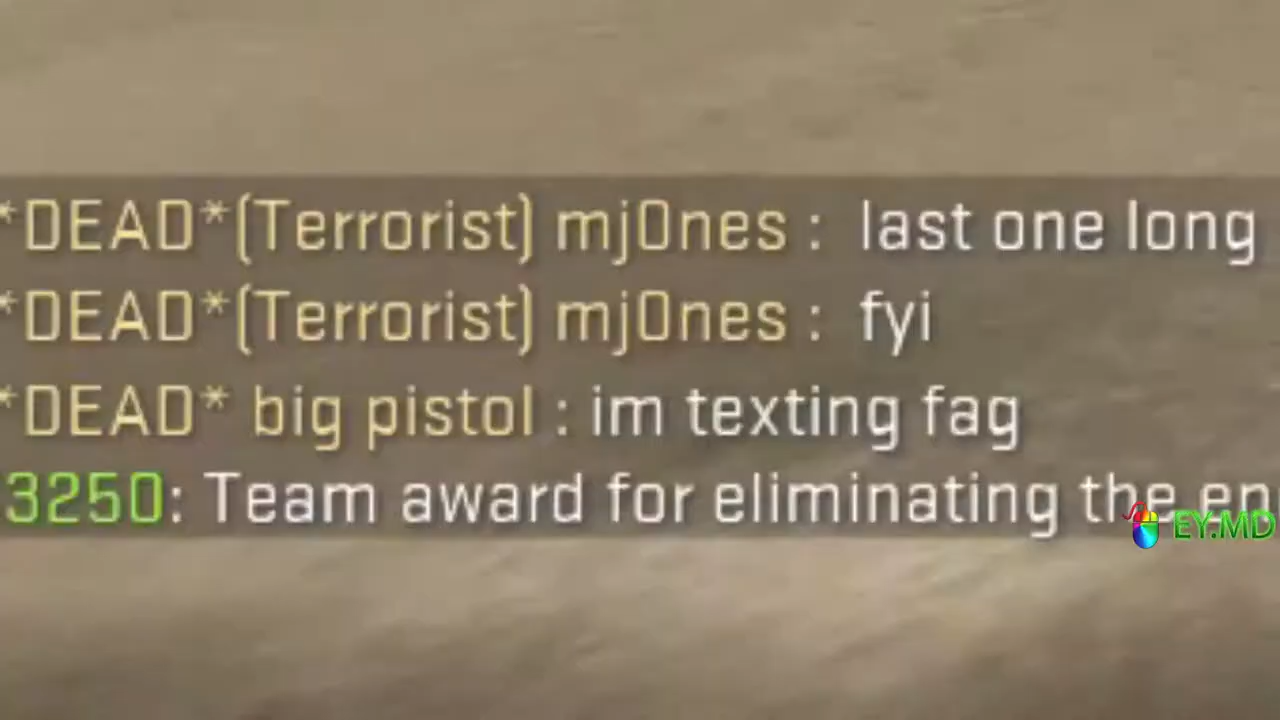 *DEAD*(Terrorist) mj0nes : last one long
*DEAD*(Terrorist) mj0nes : fyi
*DEAD* big pistol : im texting fag
3250: Team award for eliminating the en
EY.MD